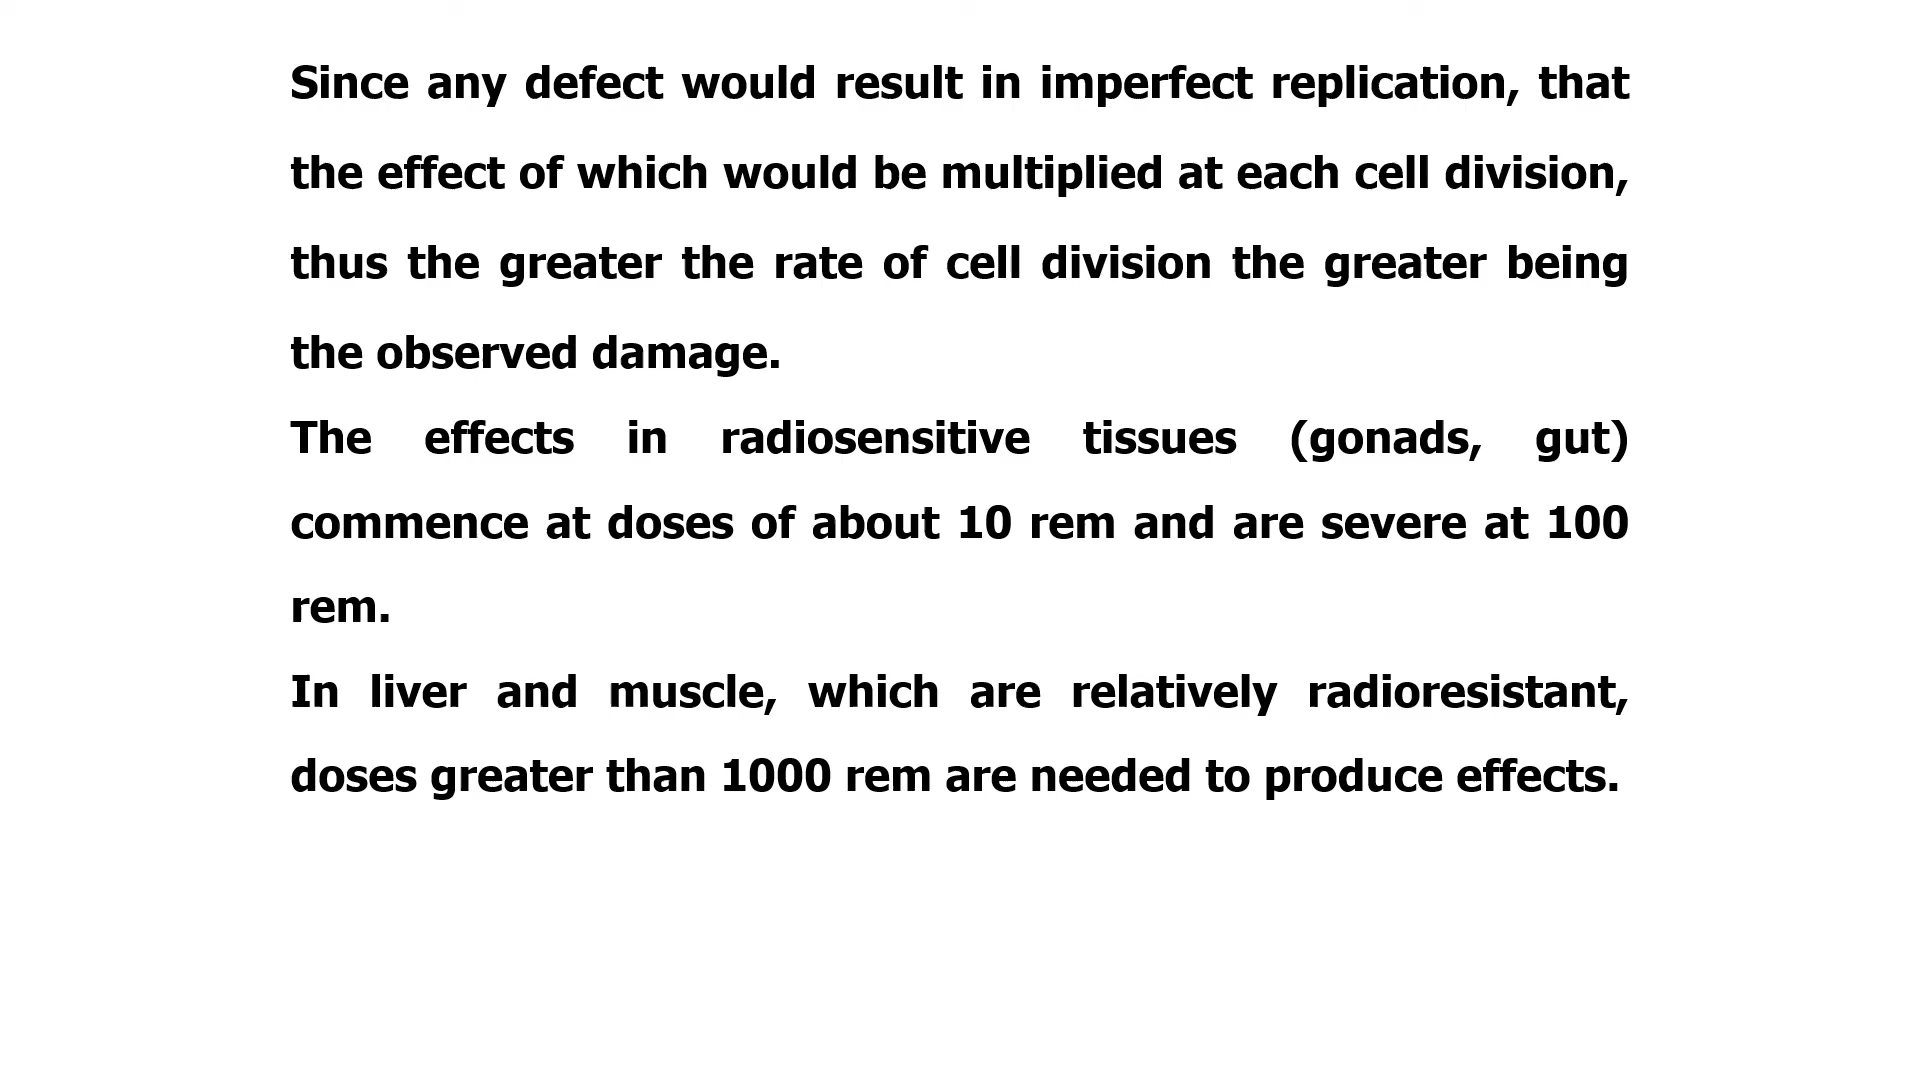 Since any defect would result in imperfect replication, that
the effect of which would be multiplied at each cell division,
thus the greater the rate of cell division the greater being
the observed damage.
The effects in radiosensitive tissues (gonads, gut)
commence at doses of about 10 rem and are severe at 100
rem.
In liver and muscle, which are relatively radioresistant,
doses greater than 1000 rem are needed to produce effects.